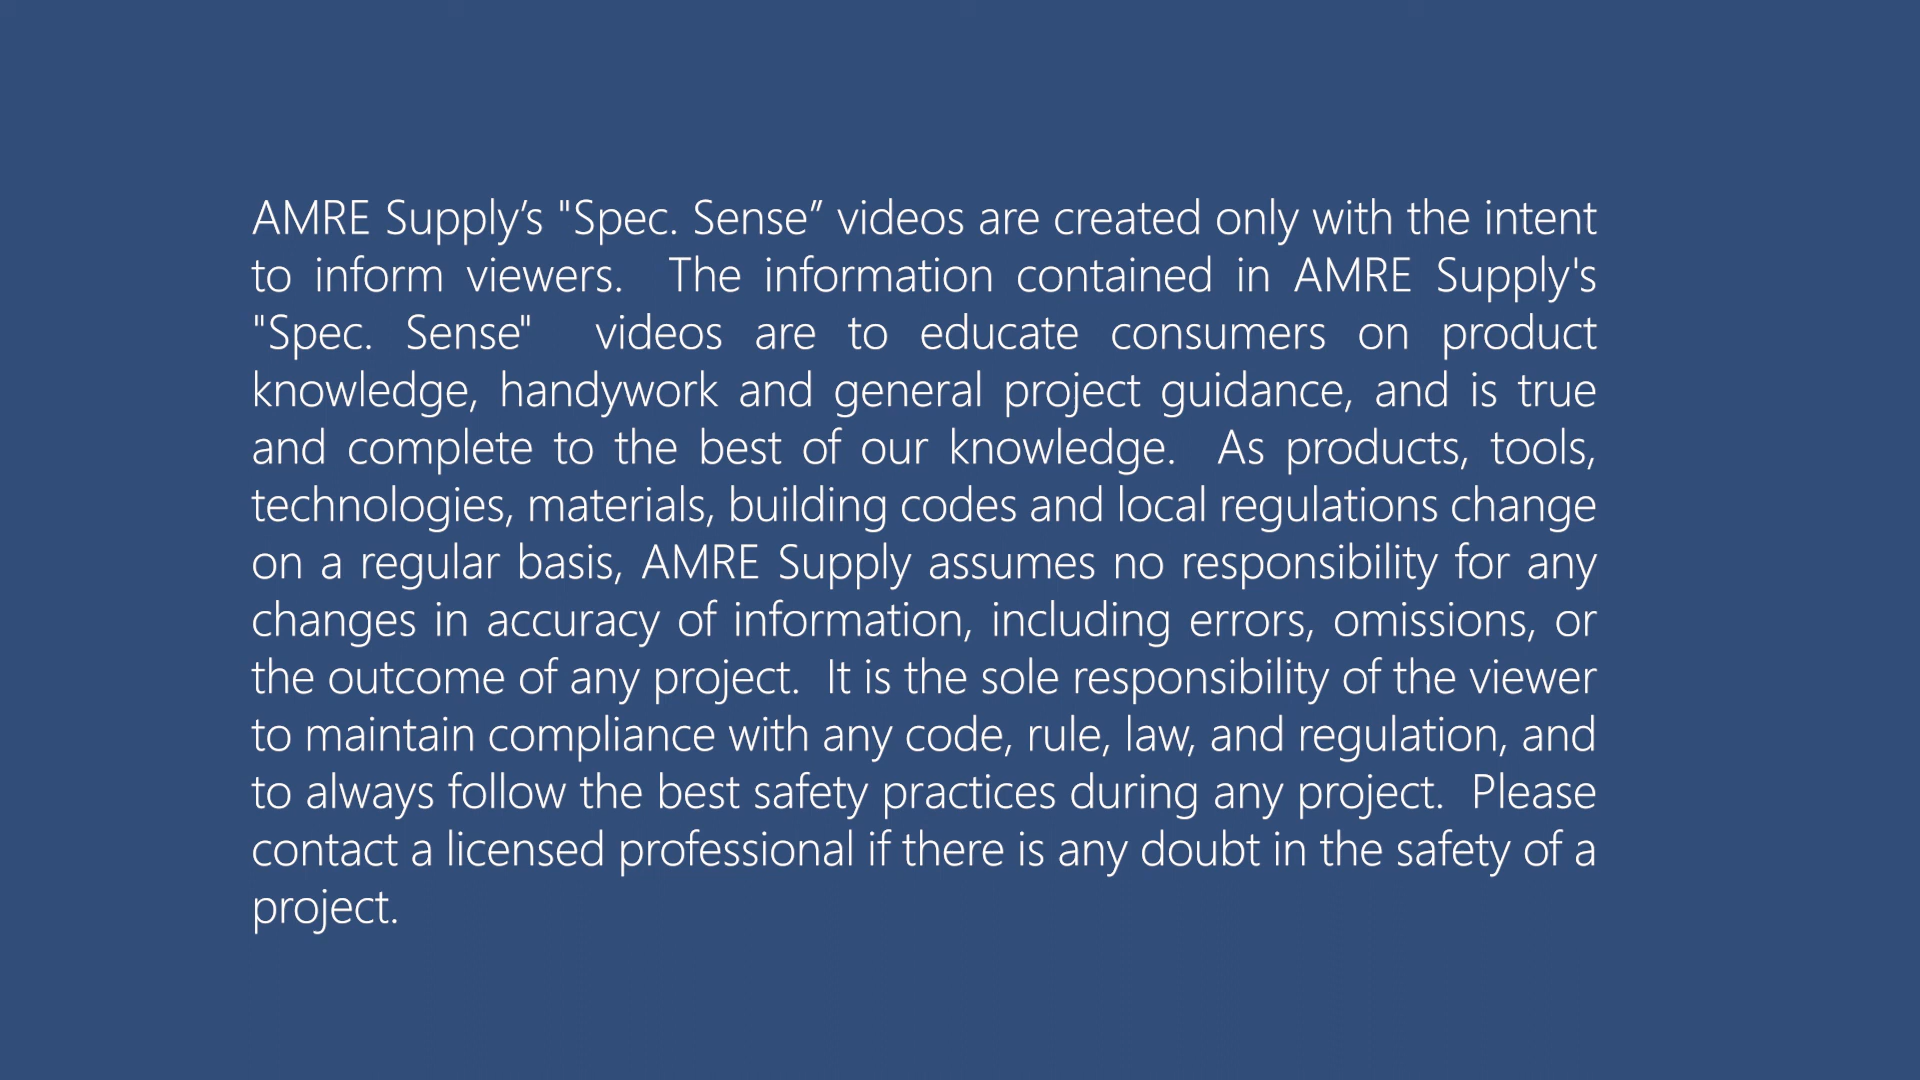 AMRE Supply’s "Spec. Sense” videos are created only with the intent
to inform viewers. The information contained in AMRE Supply's
"Spec. Sense" videos are to educate consumers on product
knowledge, handywork and general project guidance, and is true
and complete to the best of our knowledge. As products, tools,
technologies, materials, building codes and local regulations change
on a regular basis, AMRE Supply assumes no responsibility for any
changes in accuracy of information, including errors, omissions, or
the outcome of any project. It is the sole responsibility of the viewer
to maintain compliance with any code, rule, law, and regulation, and
to always follow the best safety practices during any project. Please
contact a licensed professional if there is any doubt in the safety of a
project.